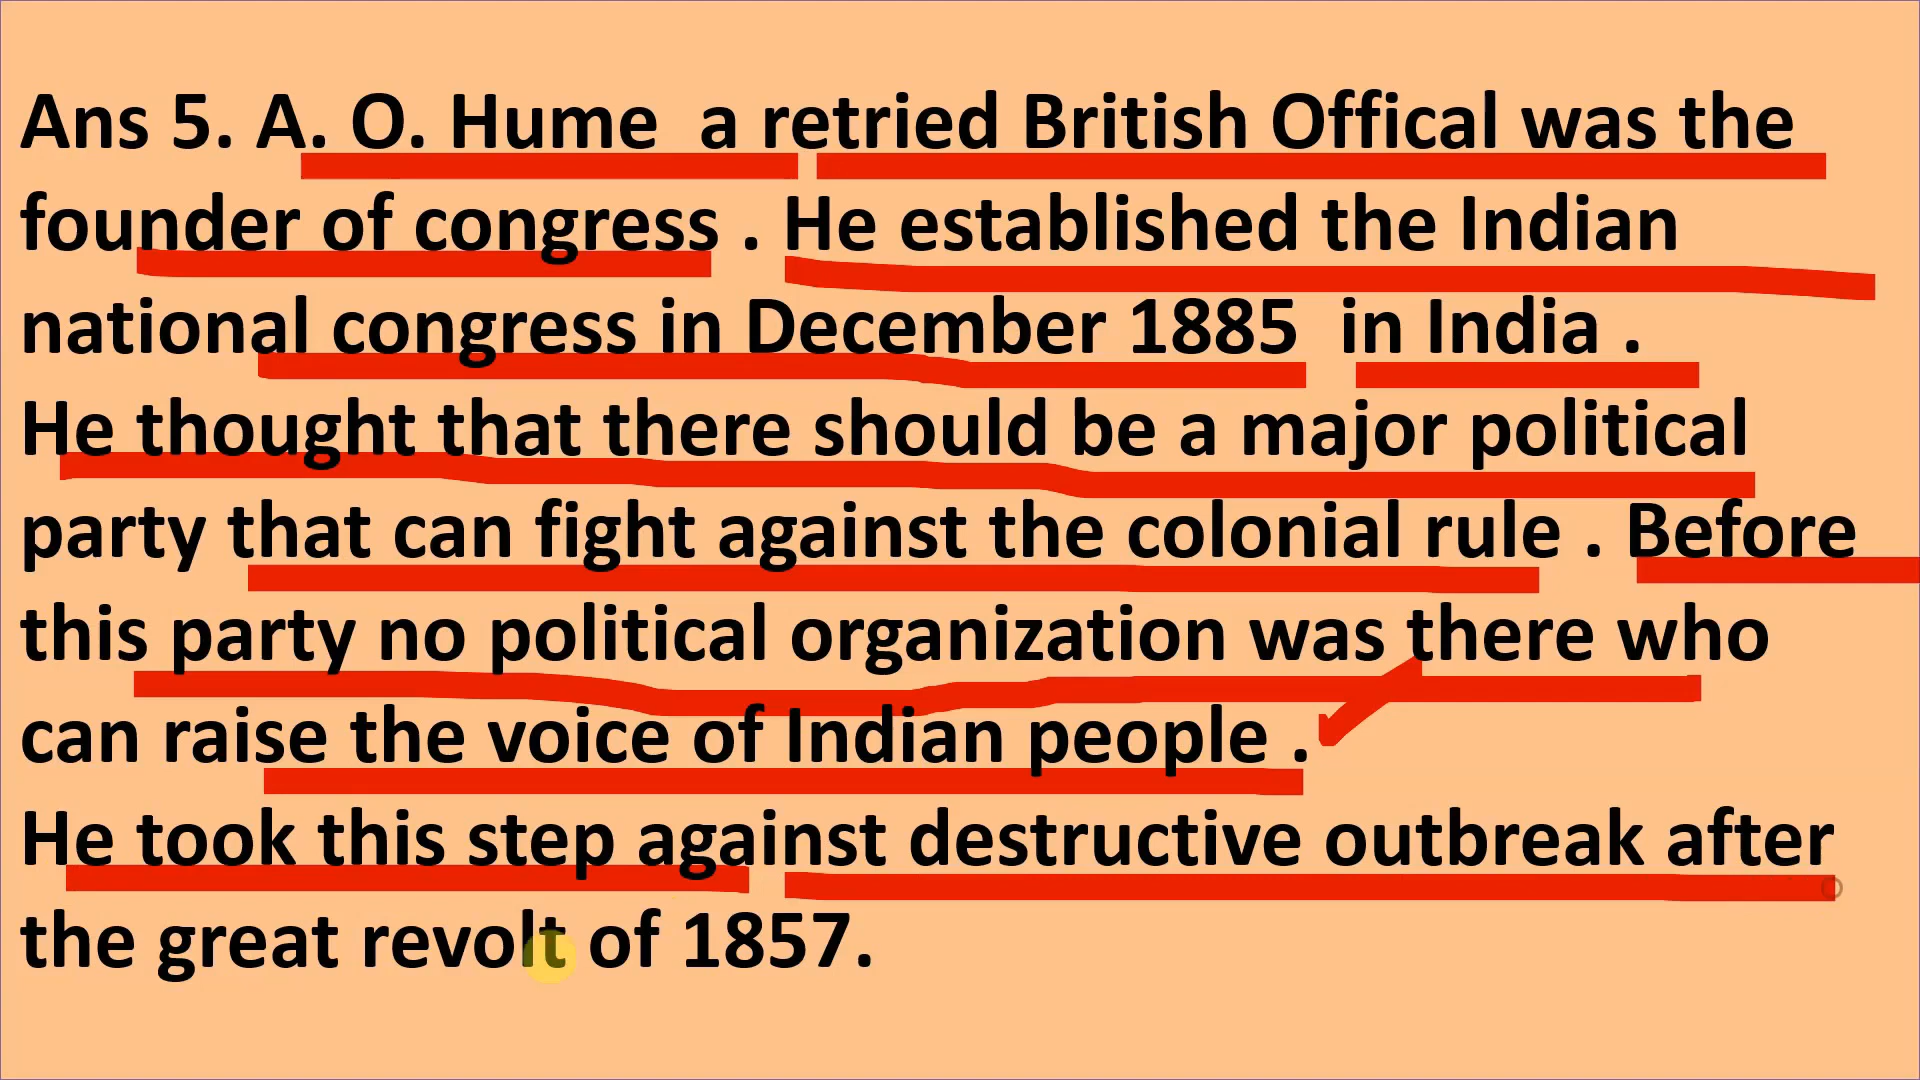 Ans 5. A. O. Hume a retried British Offical was the
founder of congress . He established the Indian
national congress in December 1885 in India .
He thought that there should be a major political
party that can fight against the colonial rule . Before
this party no political organization was there who
can raise the voice of Indian people .
He took this step against destructive outbreak after
the great revolt of 1857.